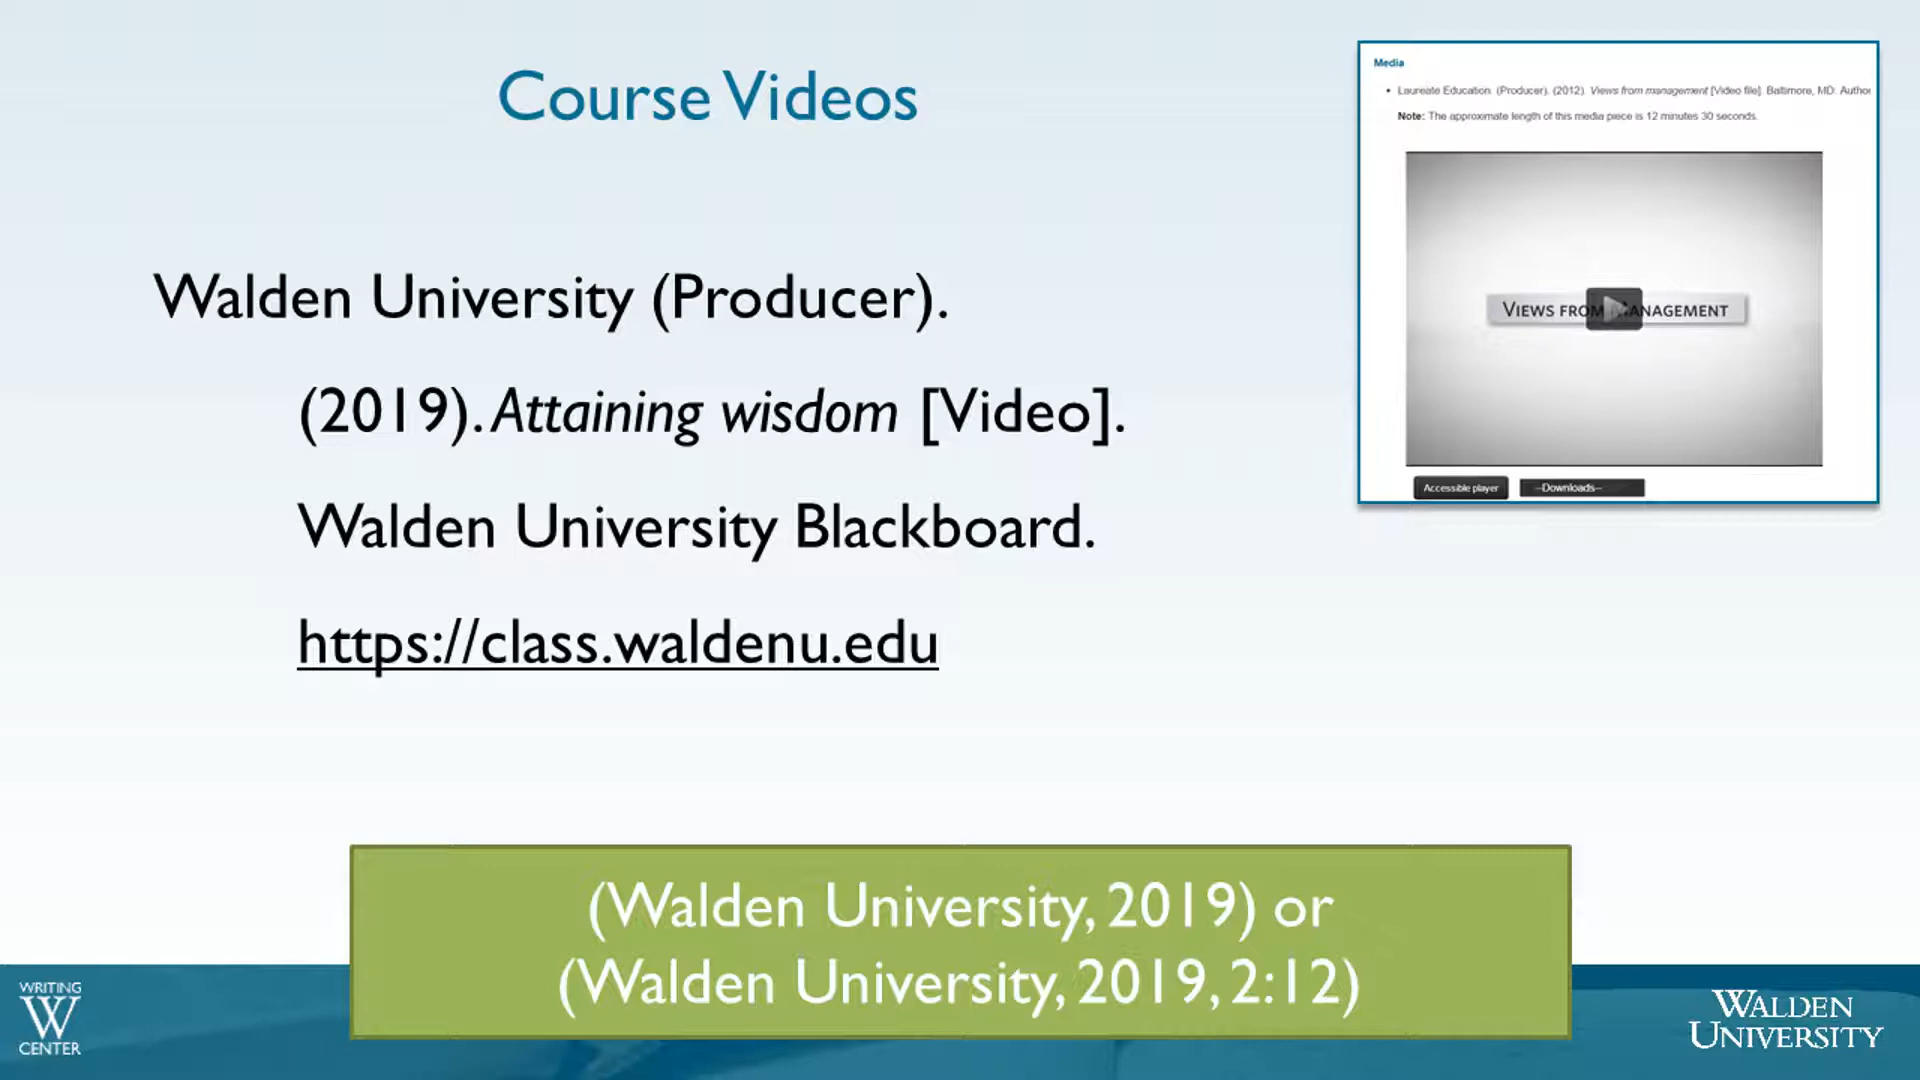 Course Videos
Walden University (Producer).
(2019). Attaining wisdom [Video].
Walden University Blackboard.
https://class.waldenu.edu
Media
• Laureate Education (Producer). (2012). Views from management [Video file]. Baltimore, MD: Author
Note: The approximate length of this media piece is 12 minutes 30 seconds.
VIEWS FROM MANAGEMENT
Accessible player
--Downloads--
(Walden University, 2019) or
(Walden University, 2019, 2:12)
WRITING
W
CENTER
WALDEN
UNIVERSITY